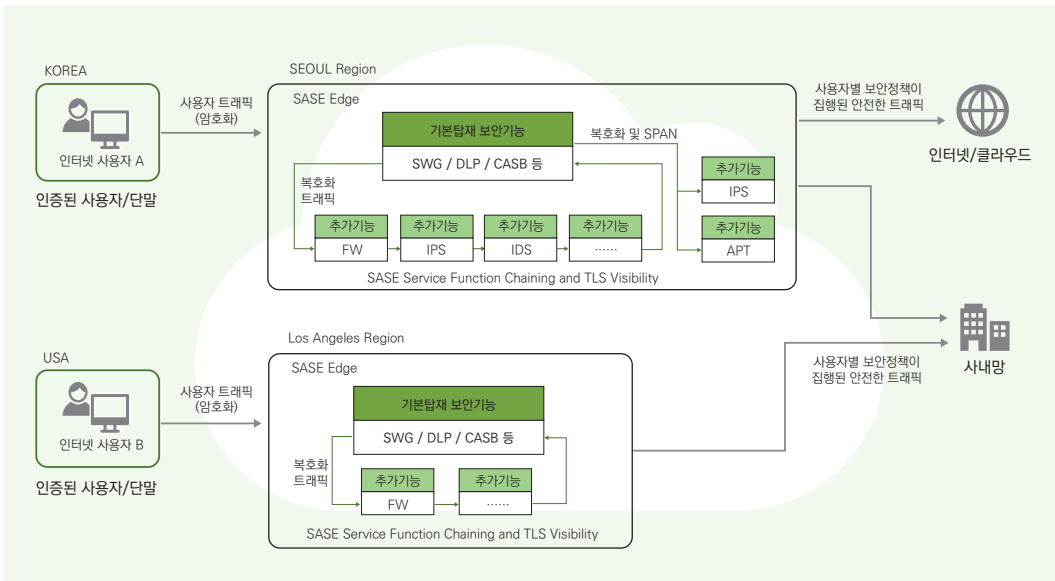 KOREA
인터넷 사용자 A
인증된 사용자/단말
사용자 트래픽
(암호화)
SEOUL Region
SASE Edge
기본탑재 보안기능
SWG / DLP / CASB 등
복호화 및 SPAN
복호화
트래픽
추가기능
FW
추가기능
IPS
추가기능
IDS
추가기능
······
추가기능
IPS
추가기능
APT
SASE Service Function Chaining and TLS Visibility
사용자별 보안정책이
집행된 안전한 트래픽
인터넷/클라우드
USA
인터넷 사용자 B
인증된 사용자/단말
사용자 트래픽
(암호화)
Los Angeles Region
SASE Edge
기본탑재 보안기능
SWG / DLP / CASB 등
복호화
트래픽
추가기능
FW
추가기능
······
SASE Service Function Chaining and TLS Visibility
사용자별 보안정책이
집행된 안전한 트래픽
사내망